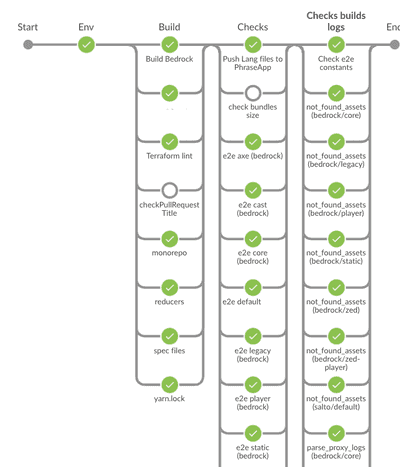 Start
Env
Build
Checks
Checks builds
logs
End
Build Bedrock
. .
Terraform lint
checkPullRequest
Title
monorepo
reducers
spec files
yarn.lock
Push Lang files to
PhraseApp
check bundles
size
e2e axe (bedrock)
e2e cast
(bedrock)
e2e core
(bedrock)
e2e default
e2e legacy
(bedrock)
e2e player
(bedrock)
e2e static
(bedrock)
Check e2e
constants
not_found_assets
(bedrock/core)
not_found_assets
(bedrock/legacy)
not_found_assets
(bedrock/player)
not_found_assets
(bedrock/static)
not_found_assets
(bedrock/zed)
not_found_assets
(bedrock/zed-
player)
not_found_assets
(salto/default)
parse_proxy_logs
(bedrock/core)